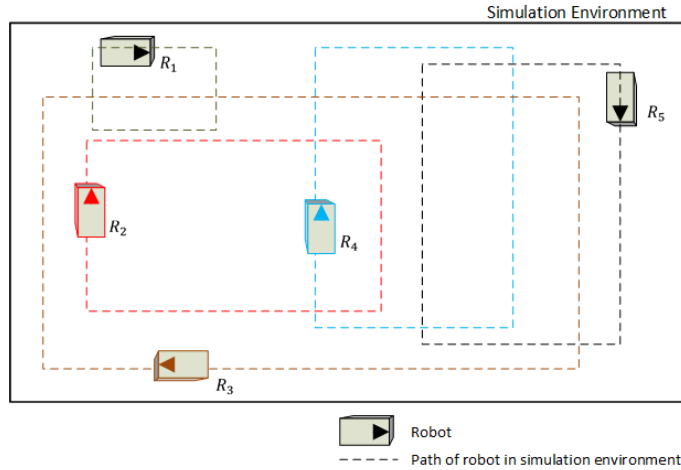 Simulation Environment
R1
R5
R2
R4
R3
Robot
Path of robot in simulation environment